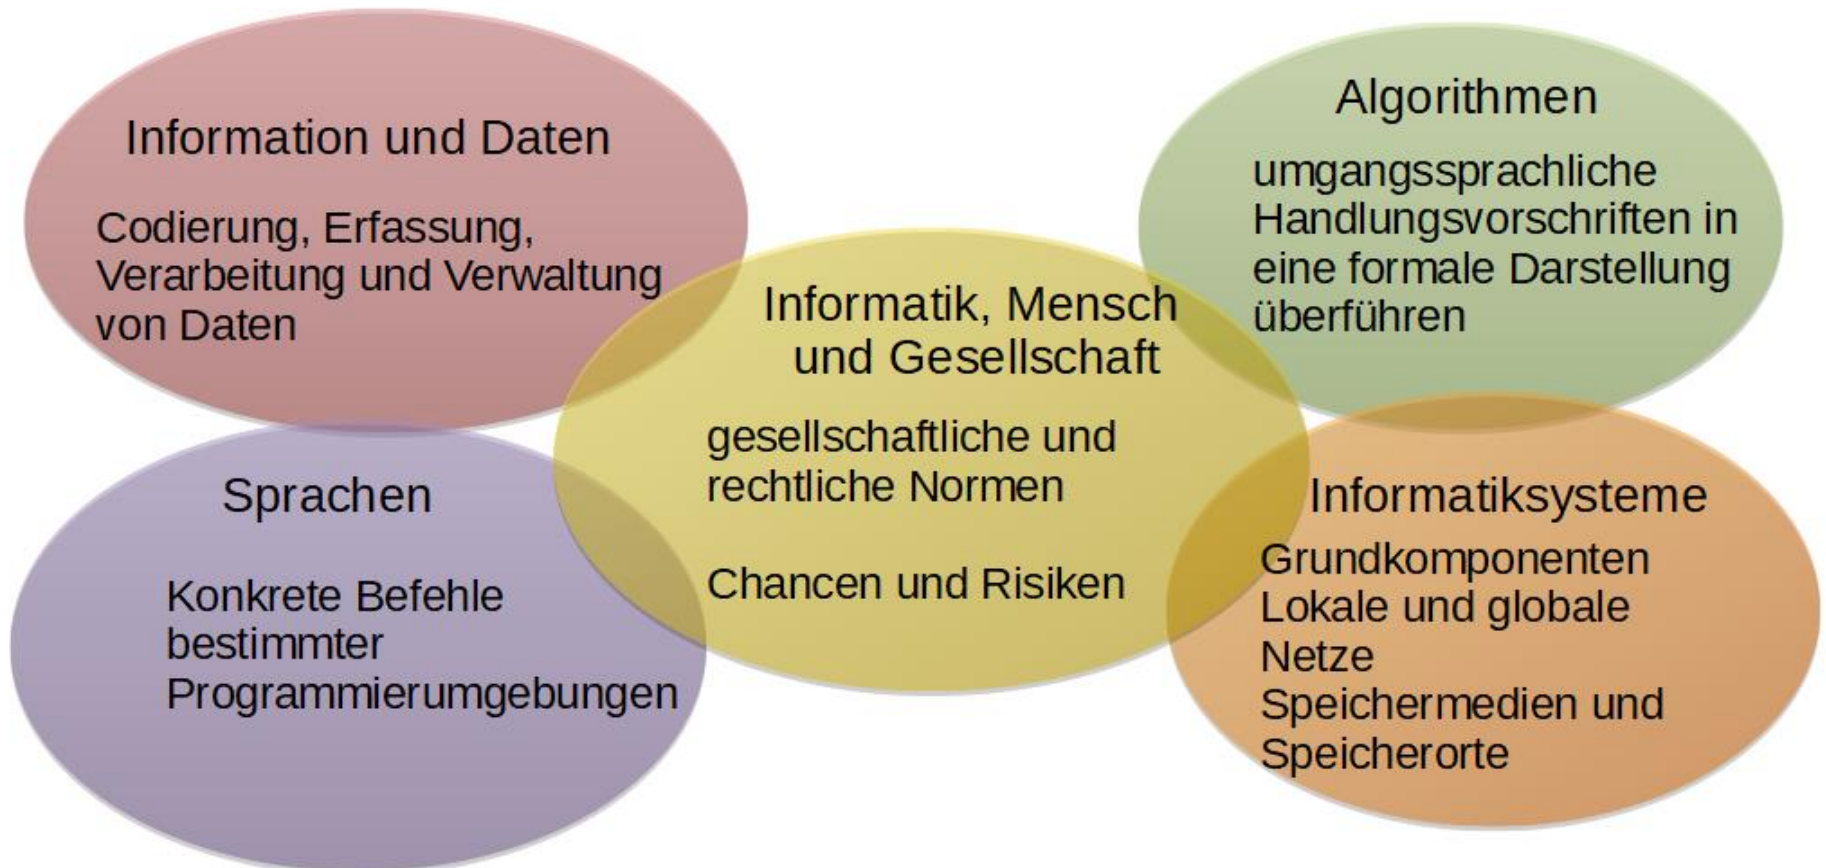 Information und Daten
Codierung, Erfassung,
Verarbeitung und Verwaltung
von Daten
Algorithmen
umgangssprachliche
Handlungsvorschriften in
eine formale Darstellung
überführen
Informatik, Mensch
und Gesellschaft
gesellschaftliche und
rechtliche Normen
Chancen und Risiken
Sprachen
Konkrete Befehle
bestimmter
Programmierumgebungen
Informatiksysteme
Grundkomponenten
Lokale und globale
Netze
Speichermedien und
Speicherorte